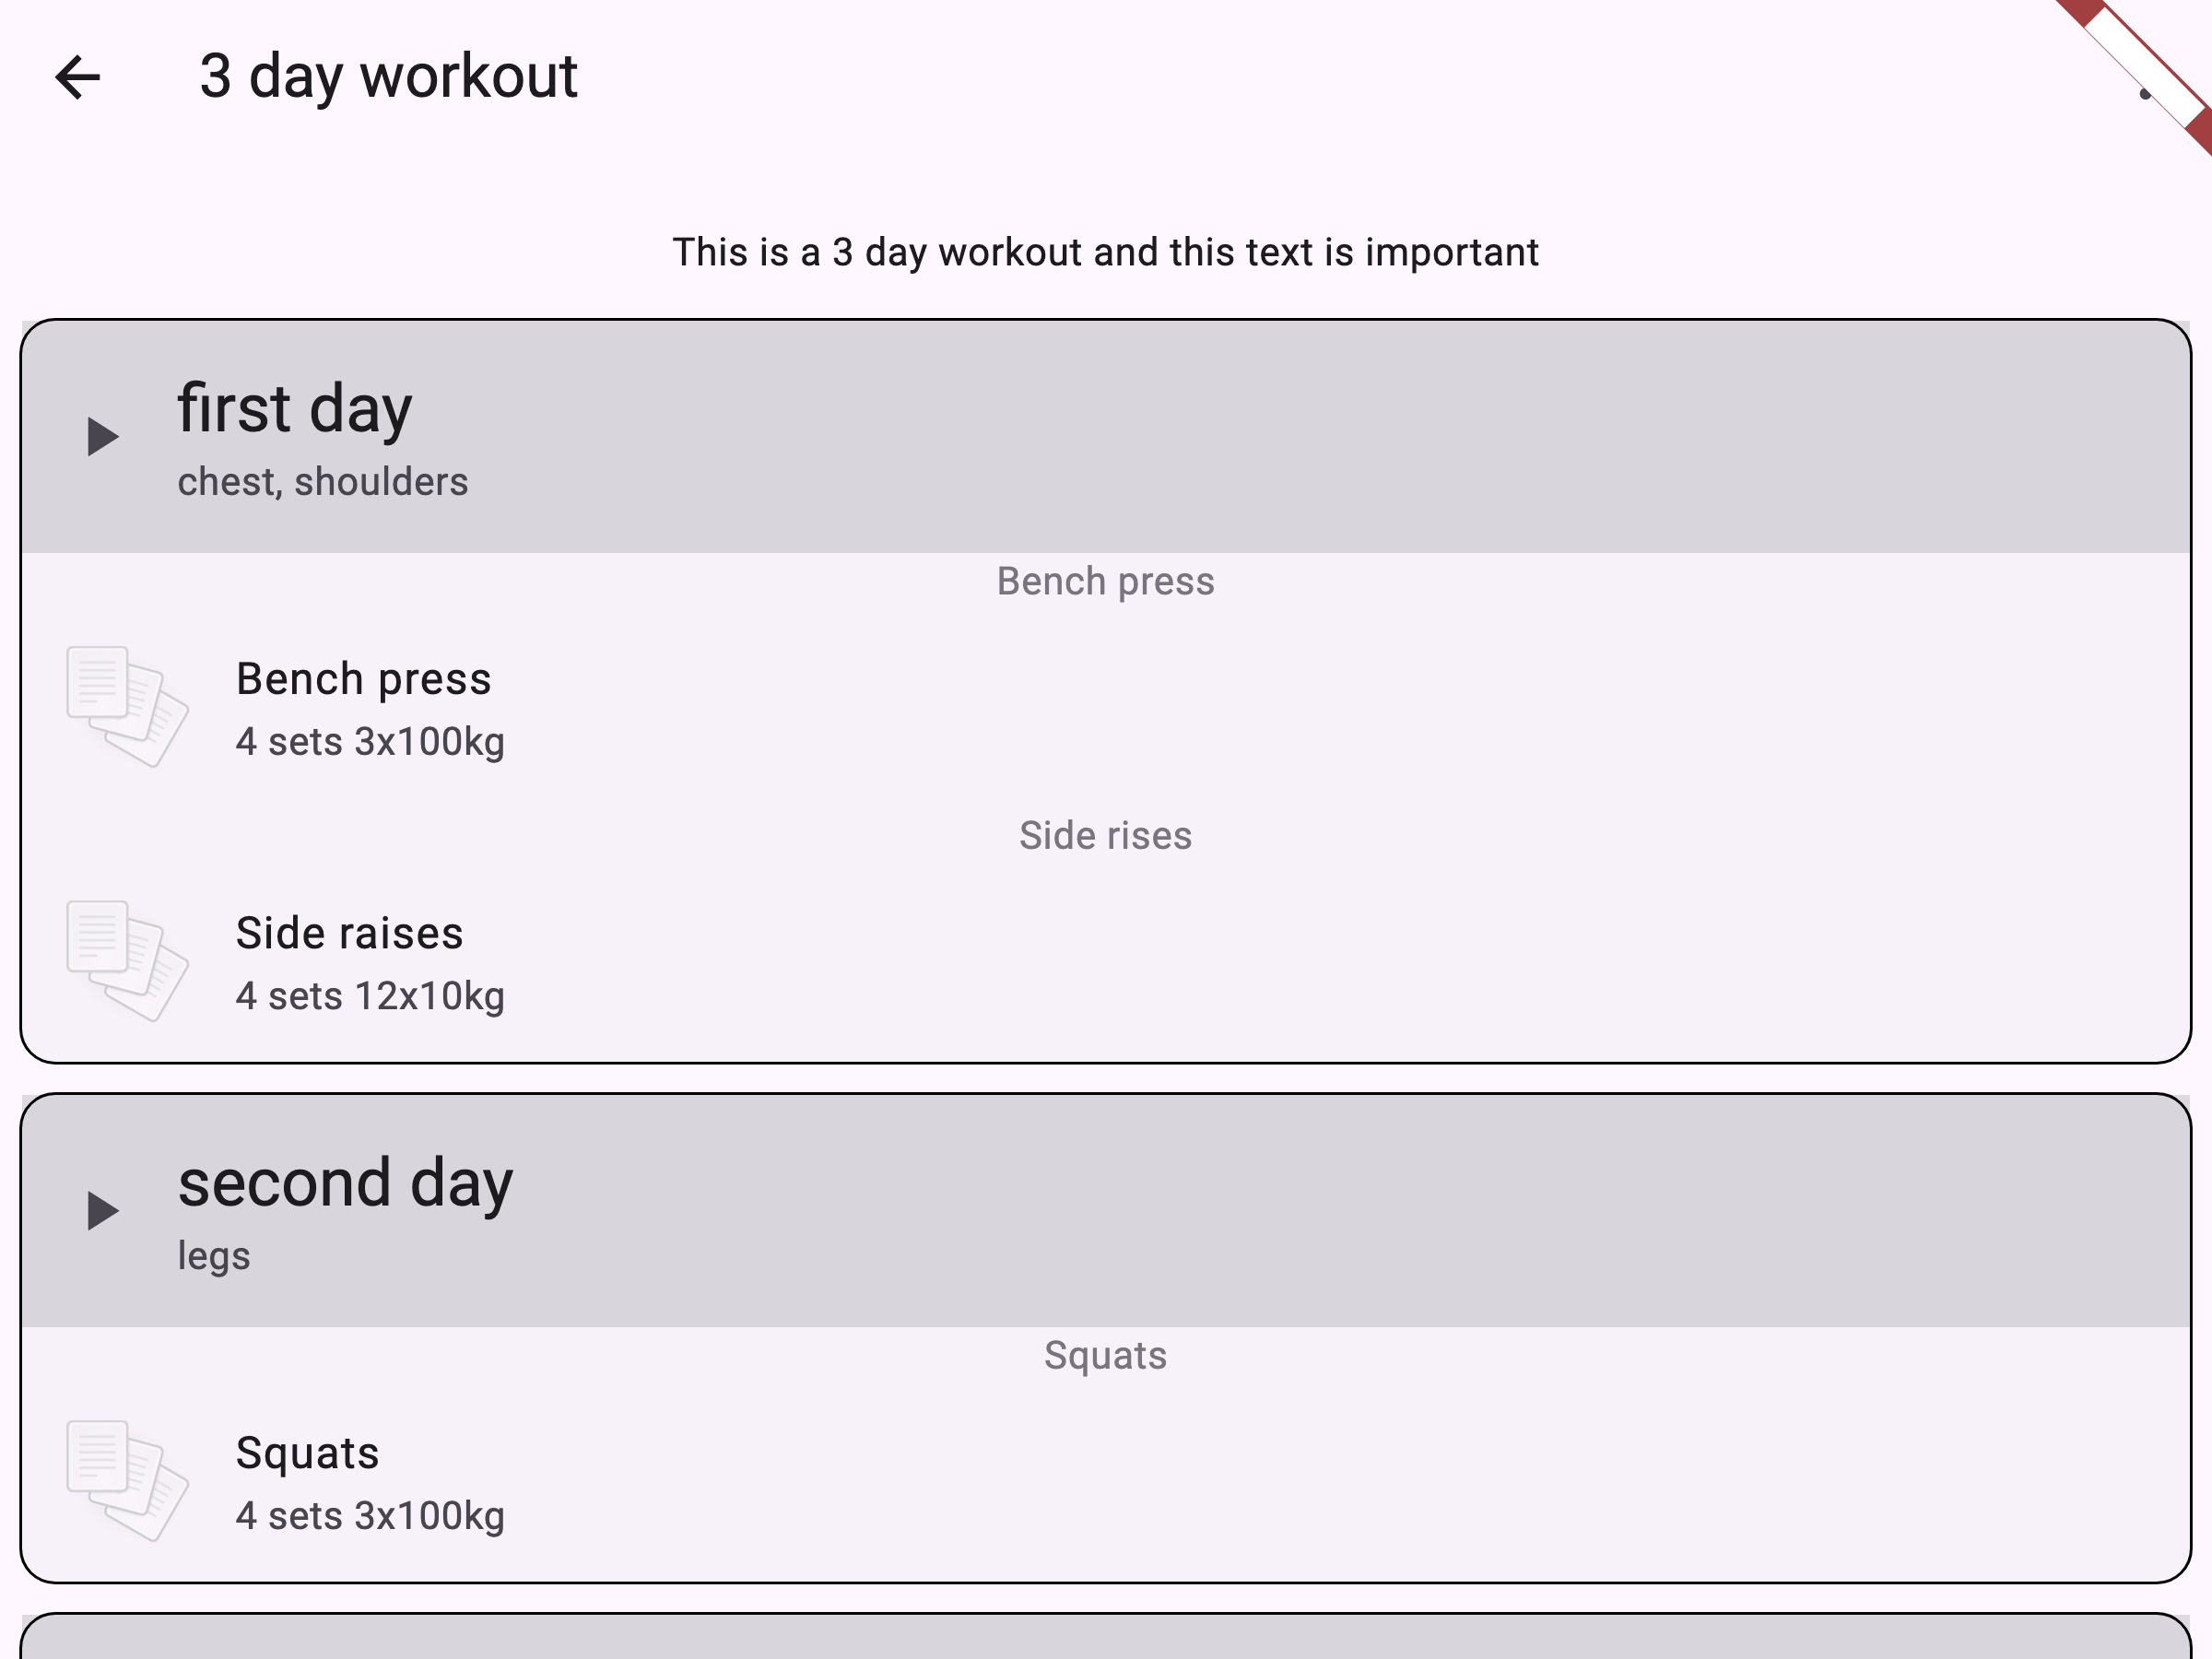 3 day workout
This is a 3 day workout and this text is important
first day
chest, shoulders
Bench press
Bench press
4 sets 3x100kg
Side rises
Side raises
4 sets 12x10kg
second day
legs
Squats
Squats
4 sets 3x100kg